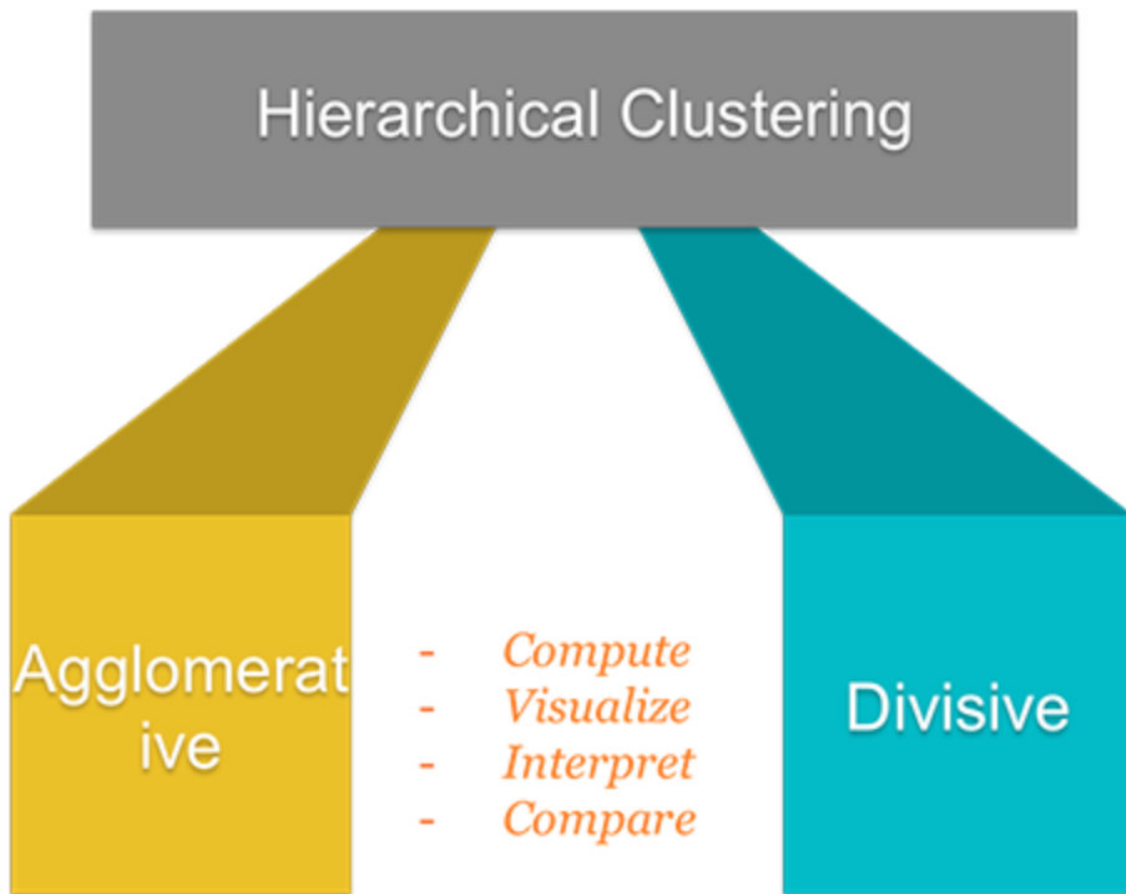 Hierarchical Clustering
Agglomerat
ive
- Compute
- Visualize
- Interpret
- Compare
Divisive